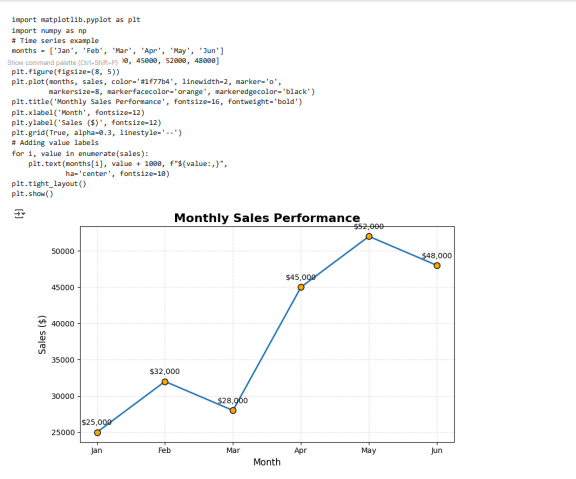 import matplotlib.pyplot as plt
import numpy as np
# Time series example
months = ['Jan', 'Feb', 'Mar', 'Apr', 'May', 'Jun']
Show command palette (Ctrl+Shift+P) 0, 45000, 52000, 48000]
plt.figure(figsize=(8, 5))
plt.plot(months, sales, color='#1f77b4', linewidth=2, marker='o',
markersize=8, markerfacecolor='orange', markeredgecolor='black')
plt.title('Monthly Sales Performance', fontsize=16, fontweight='bold')
plt.xlabel('Month', fontsize=12)
plt.ylabel('Sales ($)', fontsize=12)
plt.grid(True, alpha=0.3, linestyle='--')
# Adding value labels
for i, value in enumerate(sales):
plt.text(months[i], value + 1000, f"${value:,}",
ha='center', fontsize=10)
plt.tight_layout()
plt.show()
Monthly Sales Performance
$52,000
50000
$48,000
45000
$45,000
40000
Sales ($)
35000
$32,000
30000
$28,000
25000
$25,000
Jan Feb Mar Apr May Jun
Month